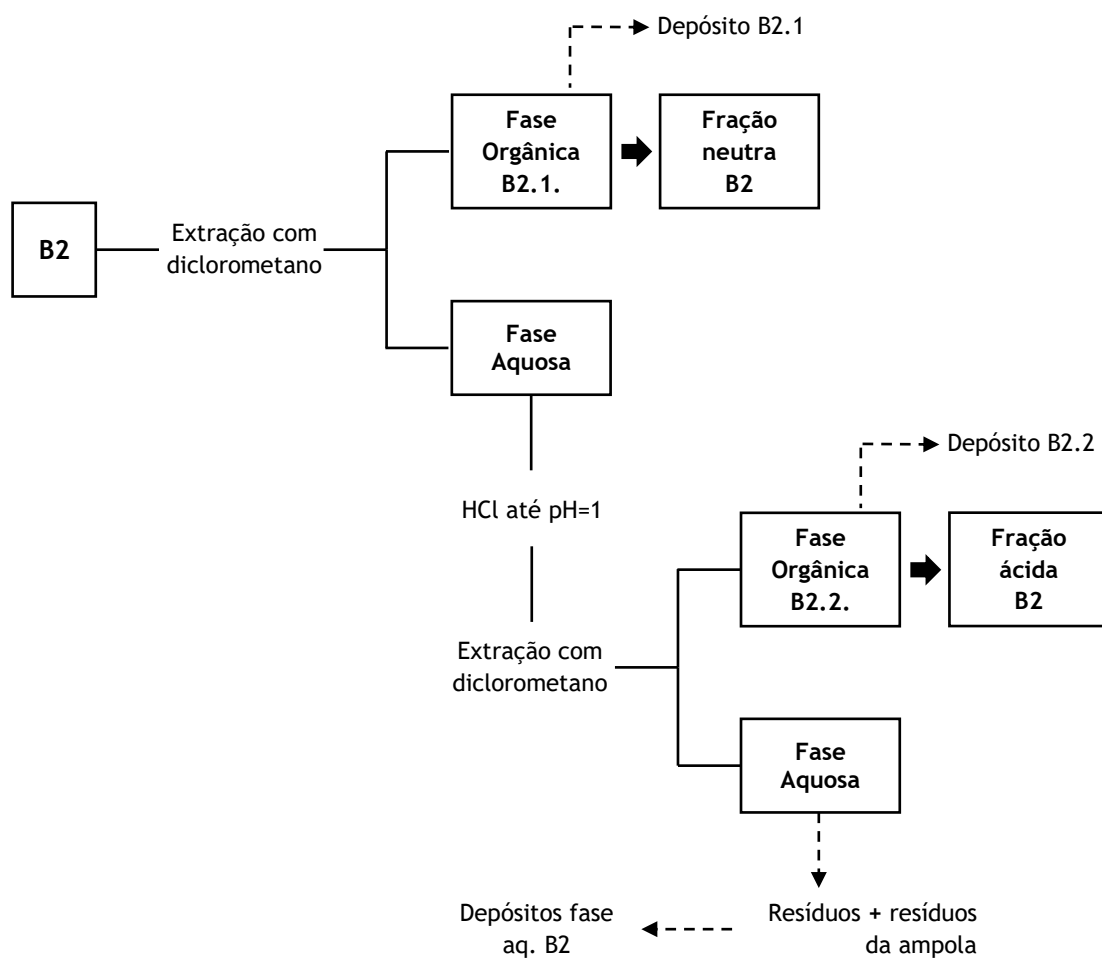 Depósito B2.1
Fase
Orgânica
B2.1.
Fração
neutra
B2
B2
Extração com
diclorometano
Fase
Aquosa
Depósito B2.2
HCl até pH=1
Fase
Orgânica
B2.2.
Fração
ácida
B2
Extração com
diclorometano
Fase
Aquosa
Depósitos fase
aq. B2
Resíduos + resíduos
da ampola